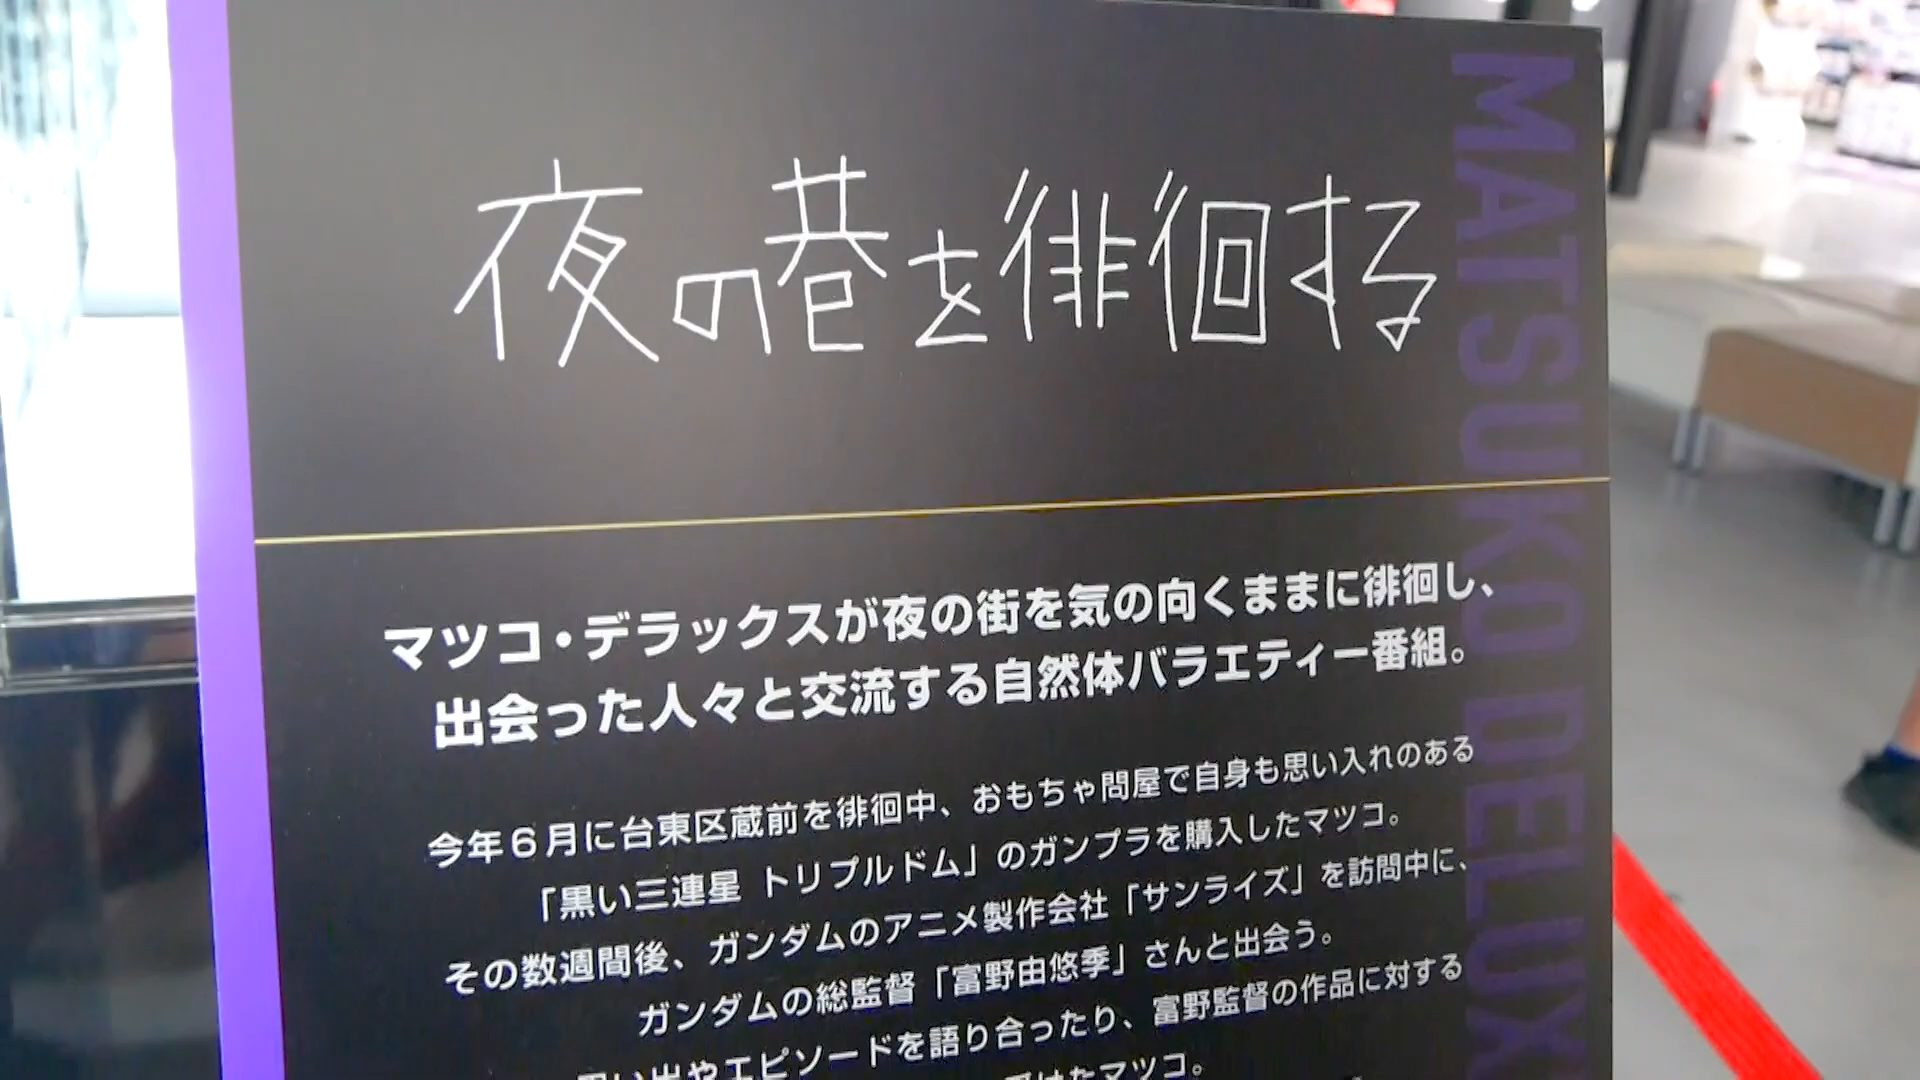 夜の巷を徘徊する
MATSUKO DELUX
マツコ・デラックスが夜の街を気の向くままに徘徊し、
出会った人々と交流する自然体バラエティー番組。
今年6月に台東区蔵前を徘徊中、おもちゃ問屋で自身も思い入れのある
「黒い三連星 トリプルドム」のガンプラを購入したマツコ。
その数週間後、ガンダムのアニメ製作会社「サンライズ」を訪問中に、
ガンダムの総監督「富野由悠季」さんと出会う。
思い出やエピソードを語り合ったり、富野監督の作品に対する
受けたマツコ。